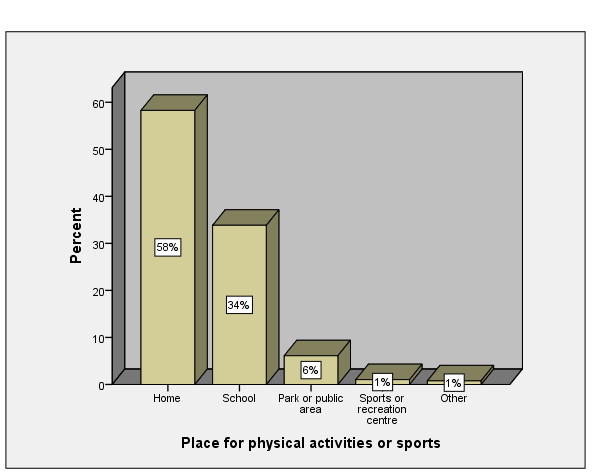 Percent
60
50
40
30
20
10
0
58%
34%
6%
1%
1%
Home
School
Park or public
area
Sports or
recreation
centre
Other
Place for physical activities or sports